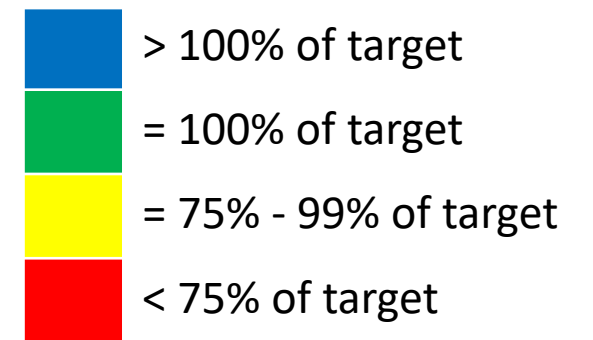 > 100% of target
= 100% of target
= 75% - 99% of target
< 75% of target